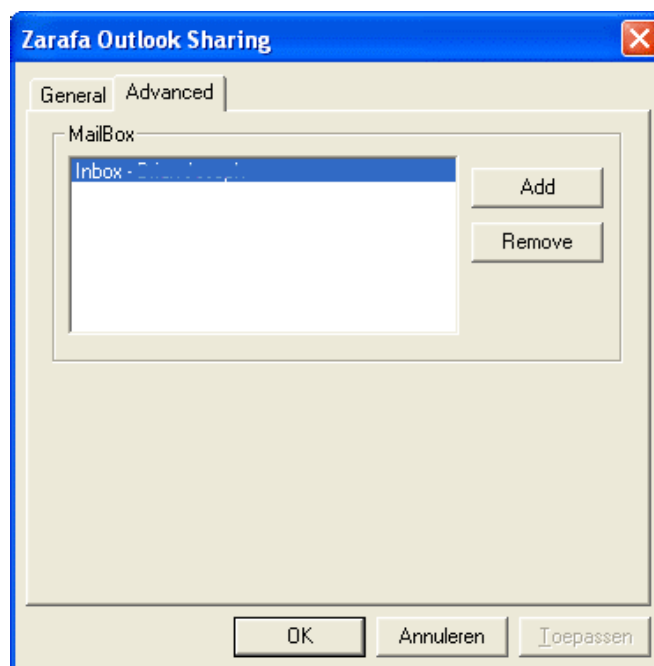 Zarafa Outlook Sharing
General
Advanced
MailBox
Inbox -
Add
Remove
OK
Annuleren
Toepassen